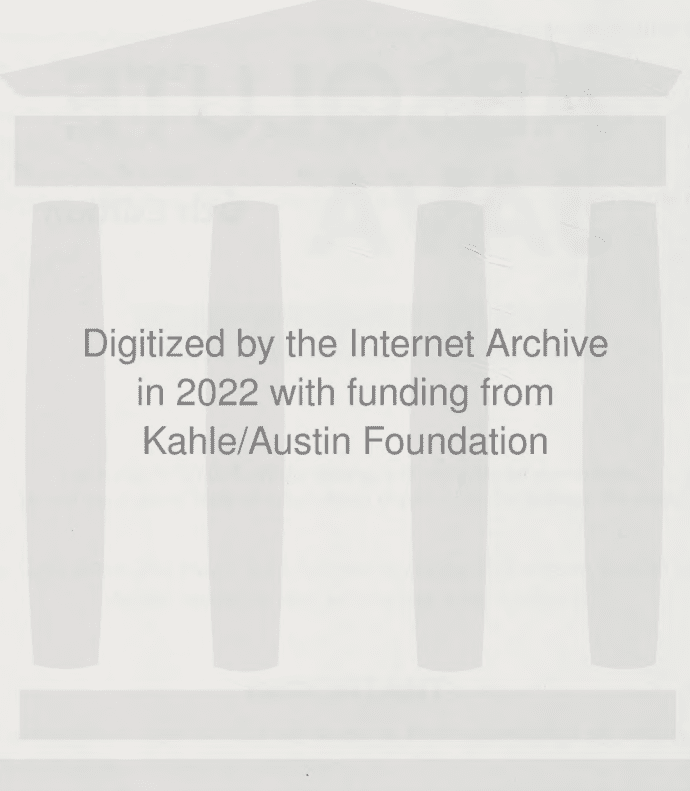 Digitized by the Internet Archive
in 2022 with funding from
Kahle/Austin Foundation